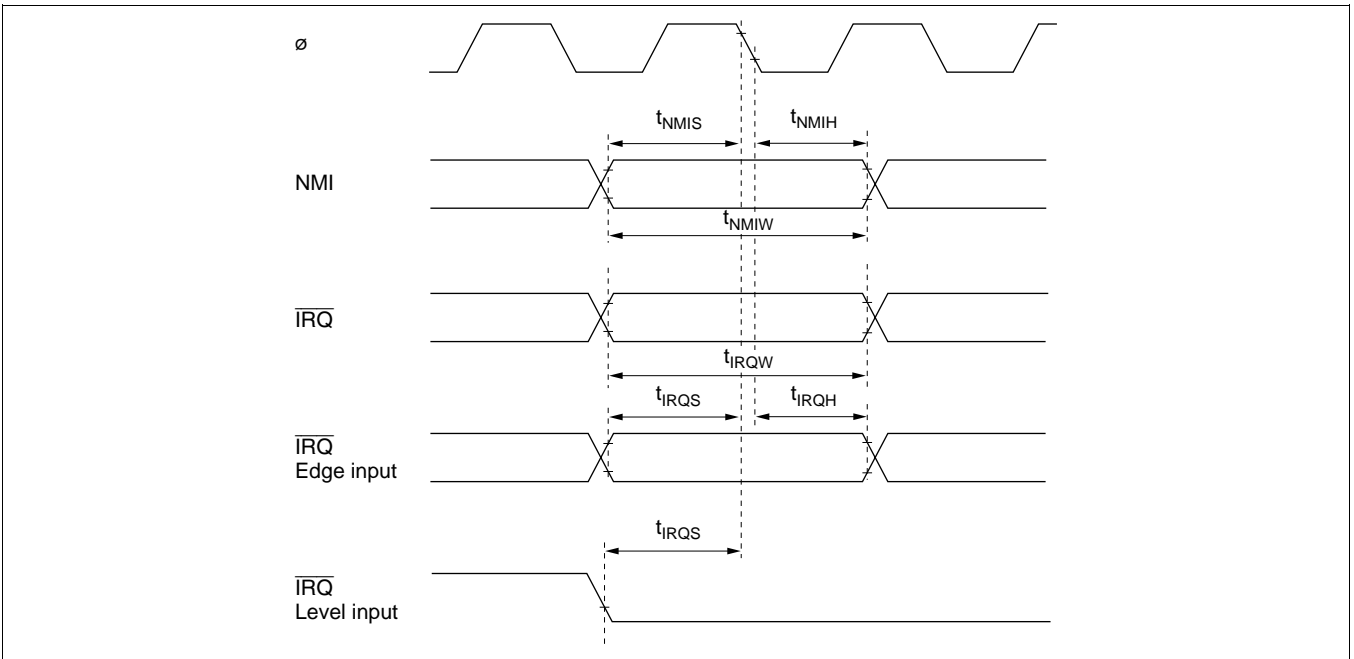 ø
tNMIS
tNMIH
NMI
tNMIW
IRQ
tIRQW
tIRQS
tIRQH
IRQ
Edge input
tIRQS
IRQ
Level input